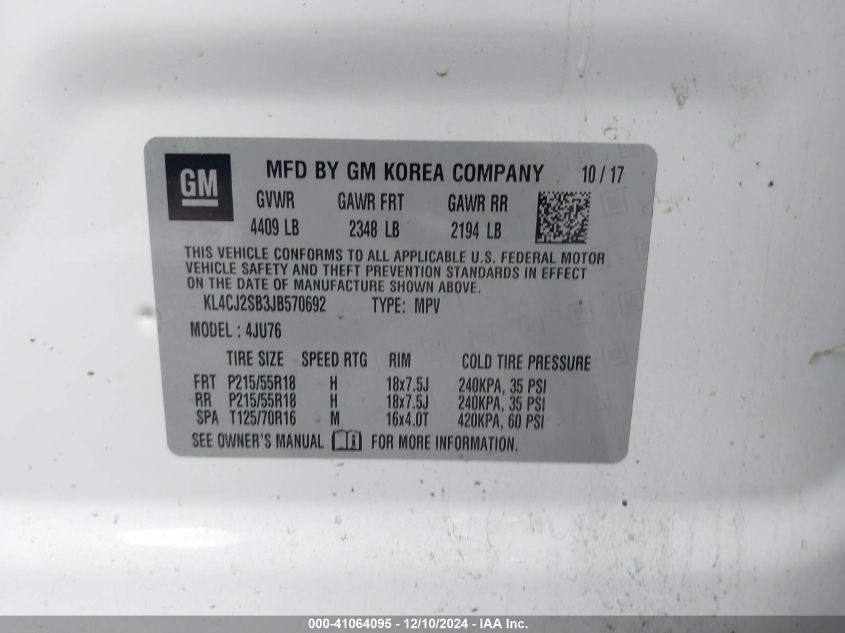 GM
MFD BY GM KOREA COMPANY 10 / 17
GVWR GAWR FRT GAWR RR
4409 LB 2348 LB 2194 LB
THIS VEHICLE CONFORMS TO ALL APPLICABLE U.S. FEDERAL MOTOR
VEHICLE SAFETY AND THEFT PREVENTION STANDARDS IN EFFECT
ON THE DATE OF MANUFACTURE SHOWN ABOVE.
KL4CJ2SB3JB570692 TYPE: MPV
MODEL : 4JU76
TIRE SIZE SPEED RTG RIM COLD TIRE PRESSURE
FRT P215/55R18 H 18x7.5J 240KPA, 35 PSI
RR P215/55R18 H 18x7.5J 240KPA, 35 PSI
SPA T125/70R16 M 16x4.0T 420KPA, 60 PSI
SEE OWNER'S MANUAL FOR MORE INFORMATION.
000-41064095 - 12/10/2024 - IAA Inc.